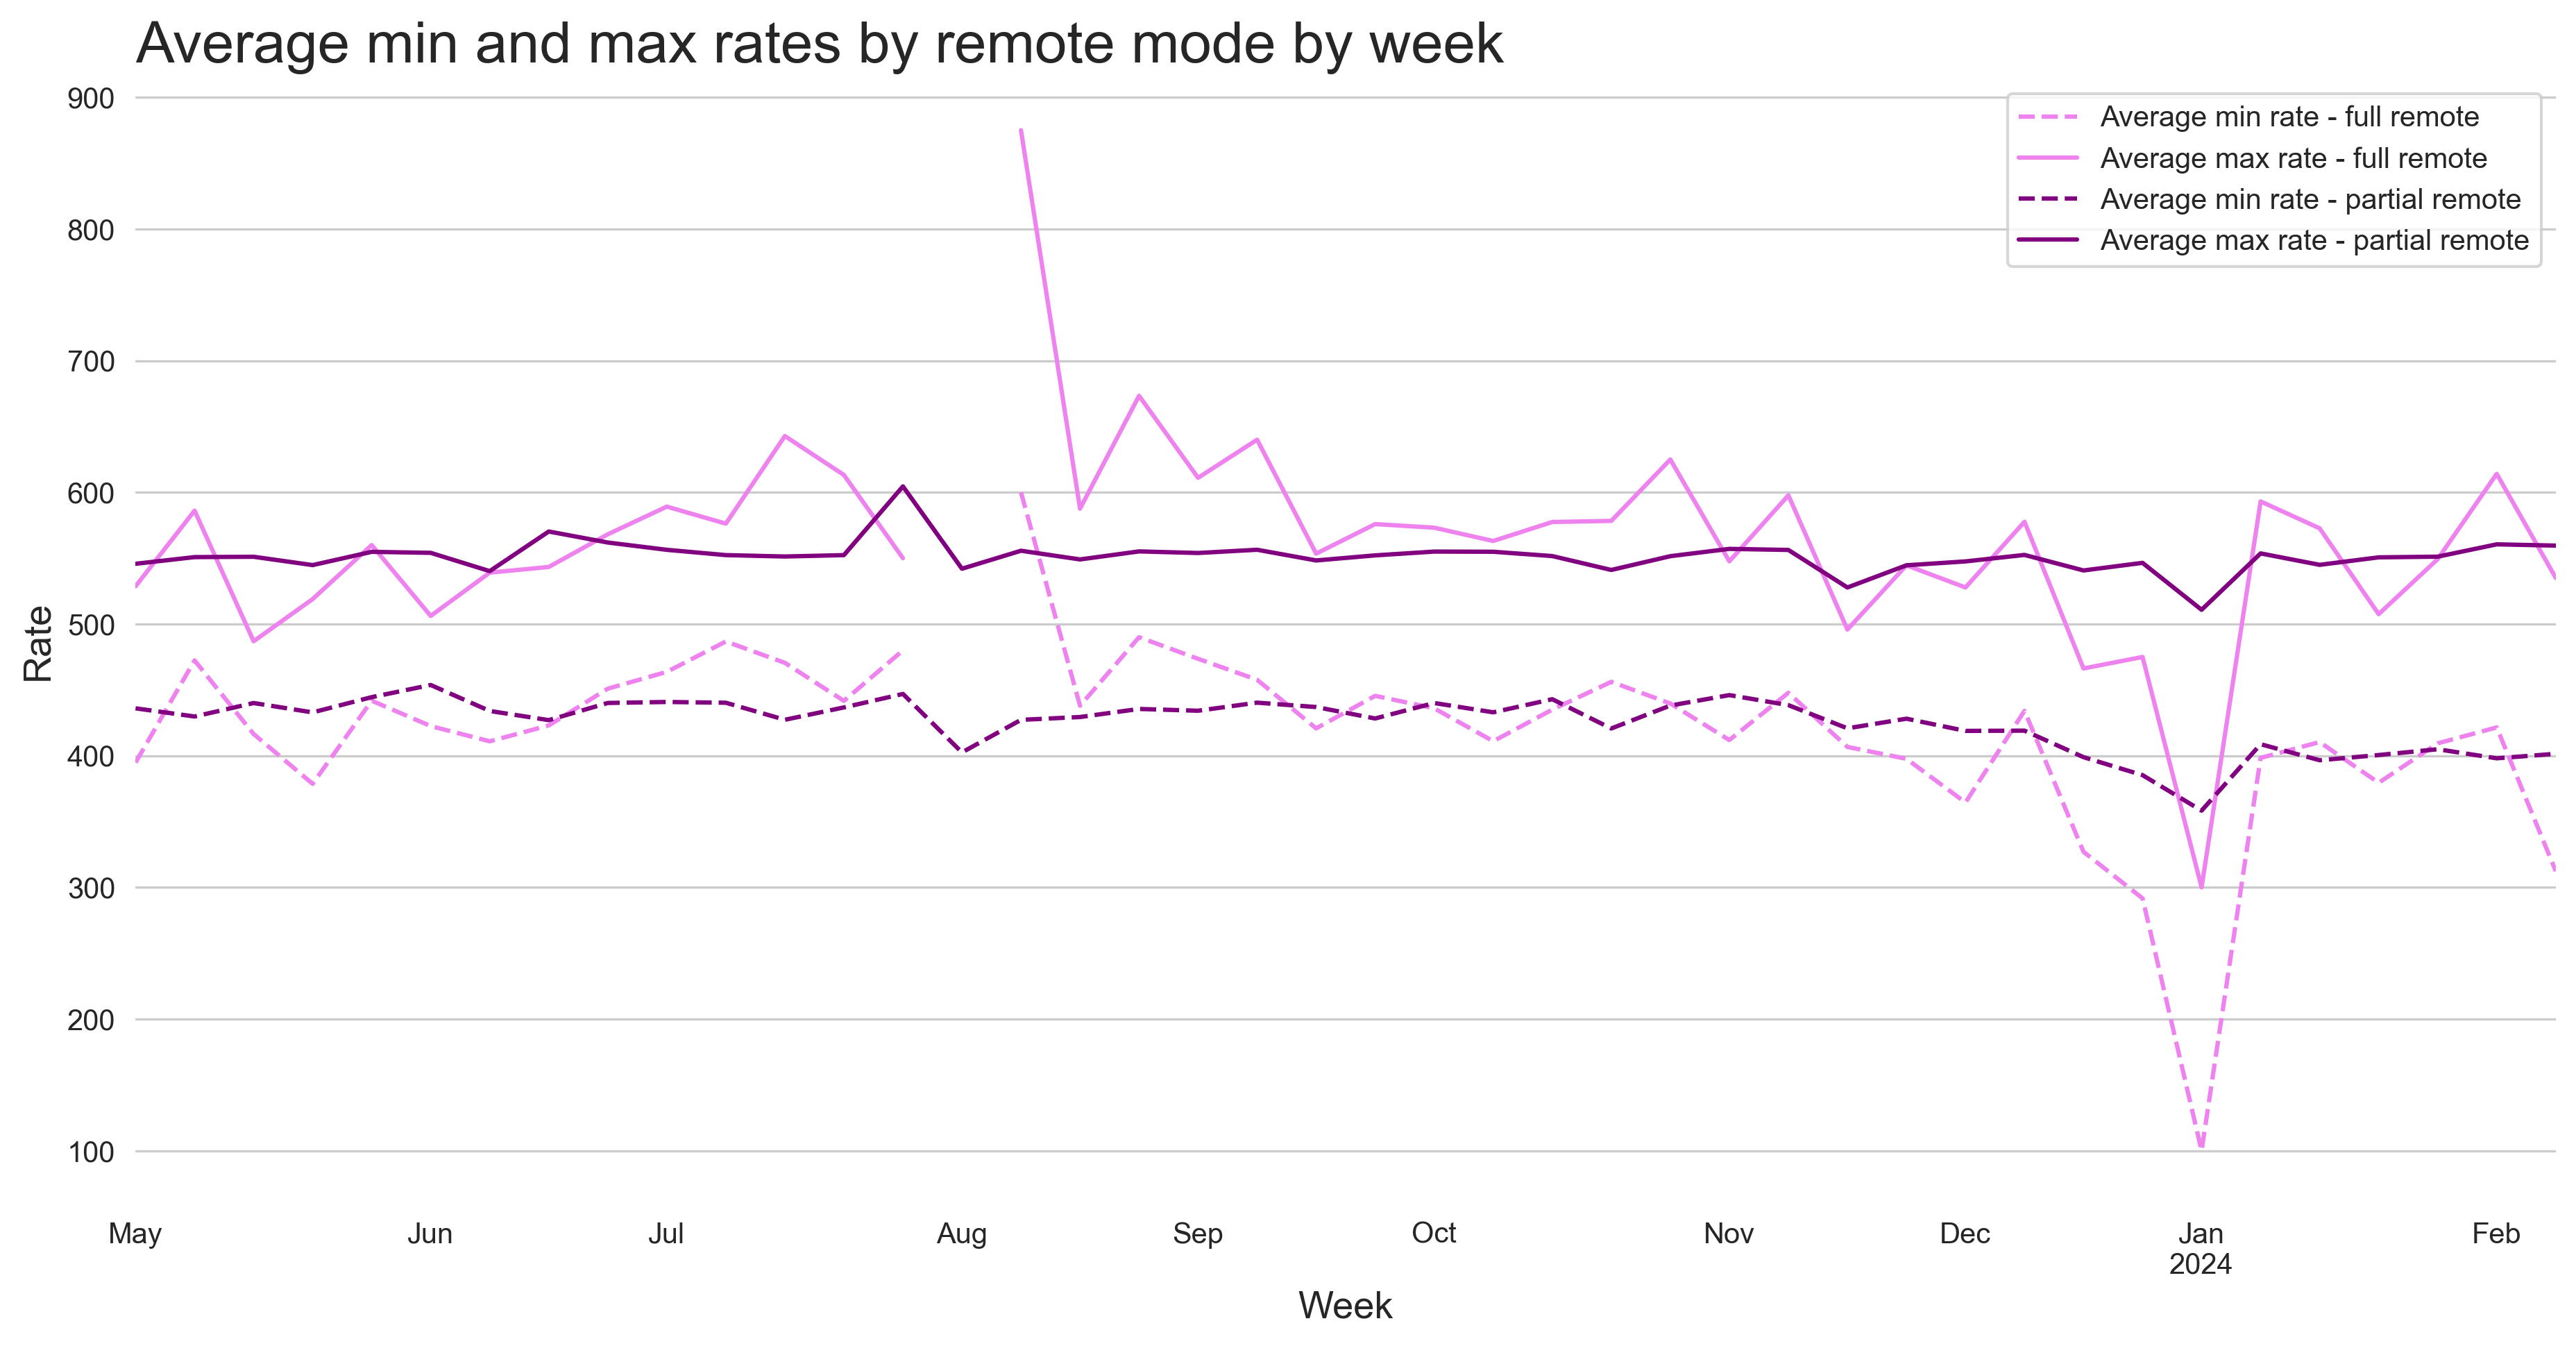 Average min and max rates by remote mode by week
900
800
700
600
500
400
300
200
100
Rate
Average min rate - full remote
Average max rate - full remote
Average min rate - partial remote
Average max rate - partial remote
May Jun Jul Aug Sep Oct Nov Dec Jan Feb
2024
Week